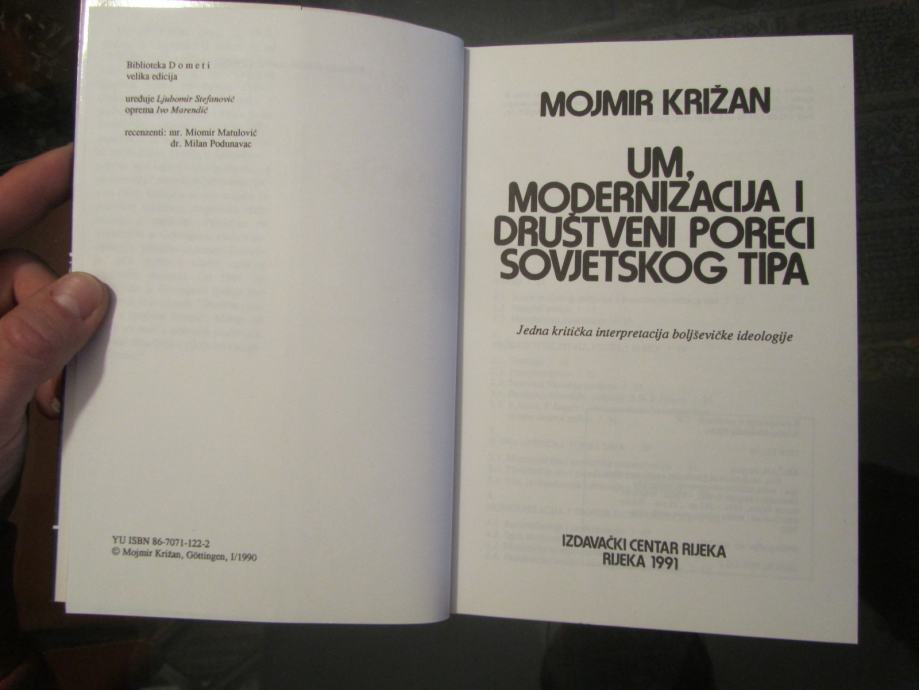 Biblioteka D o m e t i
velika edicija
uređuje Ljubomir Stefanović
oprema Ivo Marendić
recenzenti: mr. Miomir Matulović
dr. Milan Podunavac
YU ISBN 86-7071-122-2
© Mojmir Križan, Göttingen, I/1990
MOJMIR KRIŽAN
UM,
MODERNIZACIJA I
DRUŠTVENI PORECI
SOVJETSKOG TIPA
Jedna kritička interpretacija boljševičke ideologije
IZDAVAČKI CENTAR RIJEKA
RIJEKA 1991